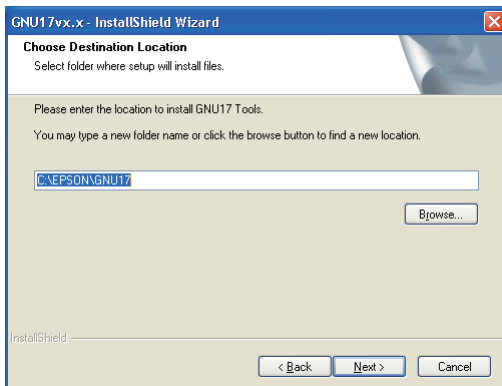 GNU17vx.x - InstallShield Wizard
Choose Destination Location
Select folder where setup will install files.
Please enter the location to install GNU17 Tools.
You may type a new folder name or click the browse button to find a new location.
C:\EPSON\GNU17
Browse...
InstallShield
< Back
Next >
Cancel